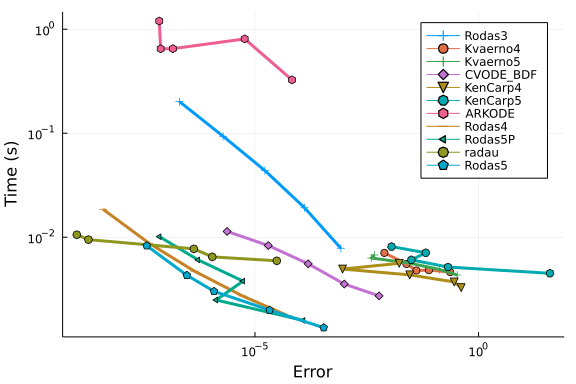 Time (s)
10⁰
10⁻¹
10⁻²
Rodas3
Kvaerno4
Kvaerno5
CVODE_BDF
KenCarp4
KenCarp5
ARKODE
Rodas4
Rodas5P
radau
Rodas5
10⁻⁵
10⁰
Error